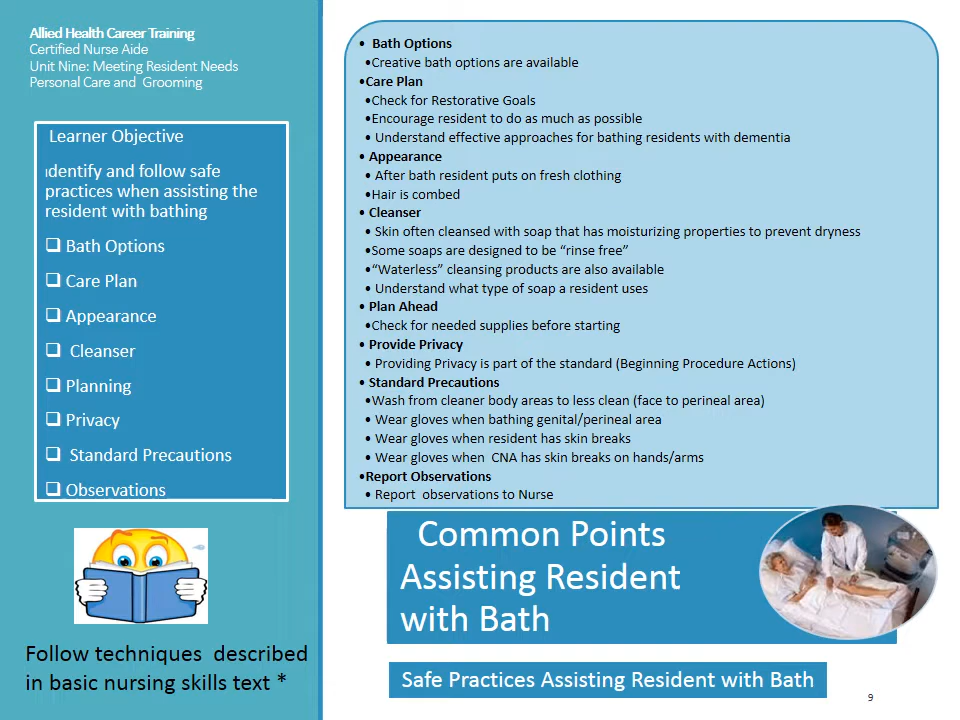 Allied Health Career Training
Certified Nurse Aide
Unit Nine: Meeting Resident Needs
Personal Care and Grooming
Learner Objective
Identify and follow safe
practices when assisting the
resident with bathing
❑ Bath Options
❑ Care Plan
❑ Appearance
❑ Cleanser
❑ Planning
❑ Privacy
❑ Standard Precautions
❑ Observations
Follow techniques described
in basic nursing skills text *
• Bath Options
•Creative bath options are available
•Care Plan
•Check for Restorative Goals
•Encourage resident to do as much as possible
• Understand effective approaches for bathing residents with dementia
• Appearance
• After bath resident puts on fresh clothing
•Hair is combed
• Cleanser
• Skin often cleansed with soap that has moisturizing properties to prevent dryness
•Some soaps are designed to be “rinse free”
•“Waterless” cleansing products are also available
• Understand what type of soap a resident uses
• Plan Ahead
•Check for needed supplies before starting
• Provide Privacy
• Providing Privacy is part of the standard (Beginning Procedure Actions)
• Standard Precautions
•Wash from cleaner body areas to less clean (face to perineal area)
• Wear gloves when bathing genital/perineal area
• Wear gloves when resident has skin breaks
• Wear gloves when CNA has skin breaks on hands/arms
•Report Observations
• Report observations to Nurse
Common Points
Assisting Resident
with Bath
Safe Practices Assisting Resident with Bath
9